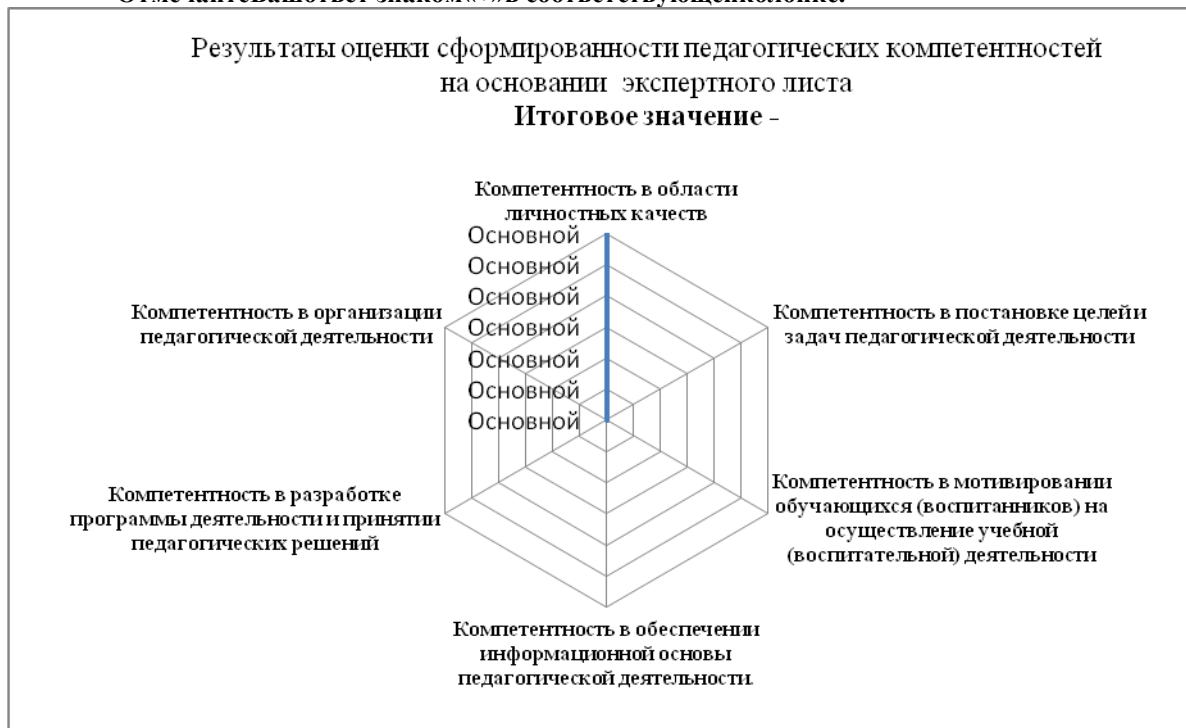 Результаты оценки сформированности педагогических компетентностей
на основании экспертного листа
Итоговое значение -
Компетентность в области
личностных качеств
Основной
Основной
Основной
Основной
Основной
Основной
Основной
Компетентность в постановке целей и
задач педагогической деятельности
Компетентность в мотивировании
обучающихся (воспитанников) на
осуществление учебной
(воспитательной) деятельности
Компетентность в обеспечении
информационной основы
педагогической деятельности.
Компетентность в разработке
программы деятельности и принятии
педагогических решений
Компетентность в организации
педагогической деятельности